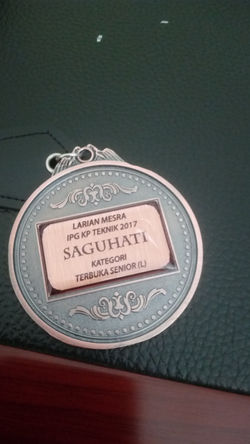 LARIAN MESRA
IPG KP TEKNIK 2017
SAGUHATI
KATEGORI
TERBUKA SENIOR (L)